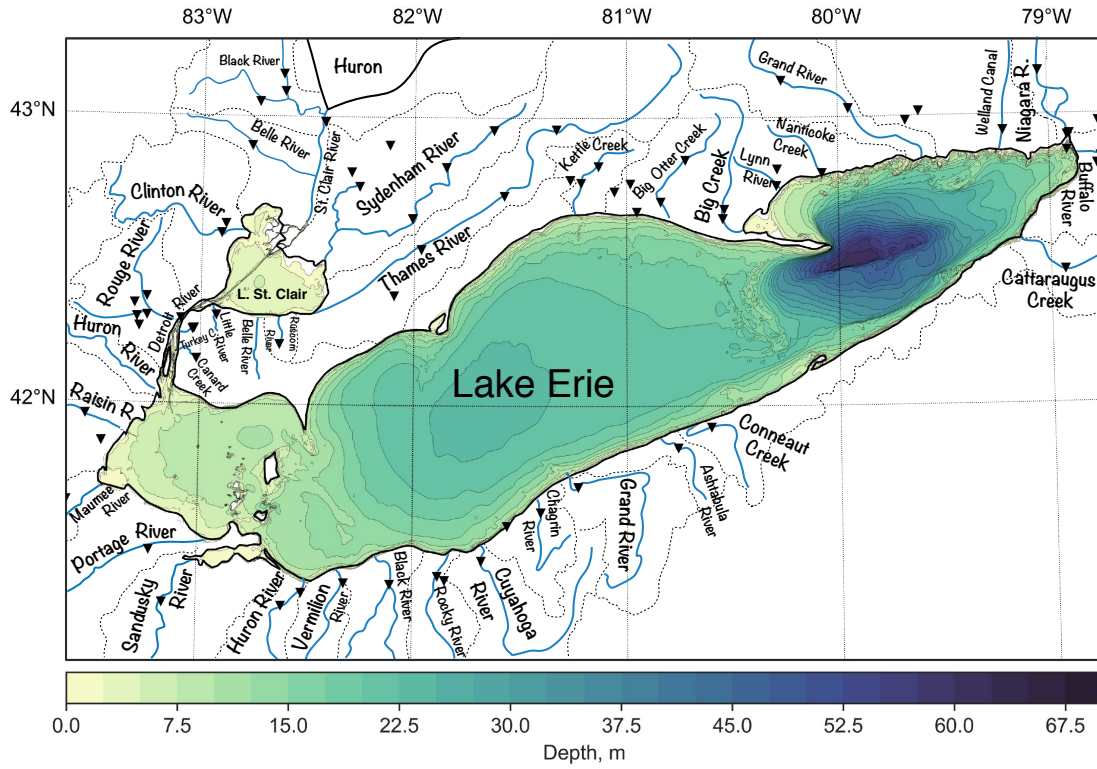 83°W 82°W 81°W 80°W 79°W
Black River
Huron
Grand River
Welland Canal
Niagara R.
43°N
Belle River
St. Clair River
Sydenham River
Kettle Creek
Big Otter Creek
Big Creek
Lynn
River
Nanticoke
Creek
Buffalo
River
Clinton River
Rouge River
Thames River
Cattaraugus
Creek
L. St. Clair
Detroit River
Huron
River
Turkey C.
Little
River
Canard
Creek
Belle River
Ruscom
River
42°N
Lake Erie
Raisin R.
Conneaut
Creek
Maumee
River
Ashtabula
River
Grand River
Chagrin
River
Portage River
Sandusky
River
Huron River
Vermilion
River
Black River
Rocky River
Cuyahoga
River
0.0 7.5 15.0 22.5 30.0 37.5 45.0 52.5 60.0 67.5
Depth, m